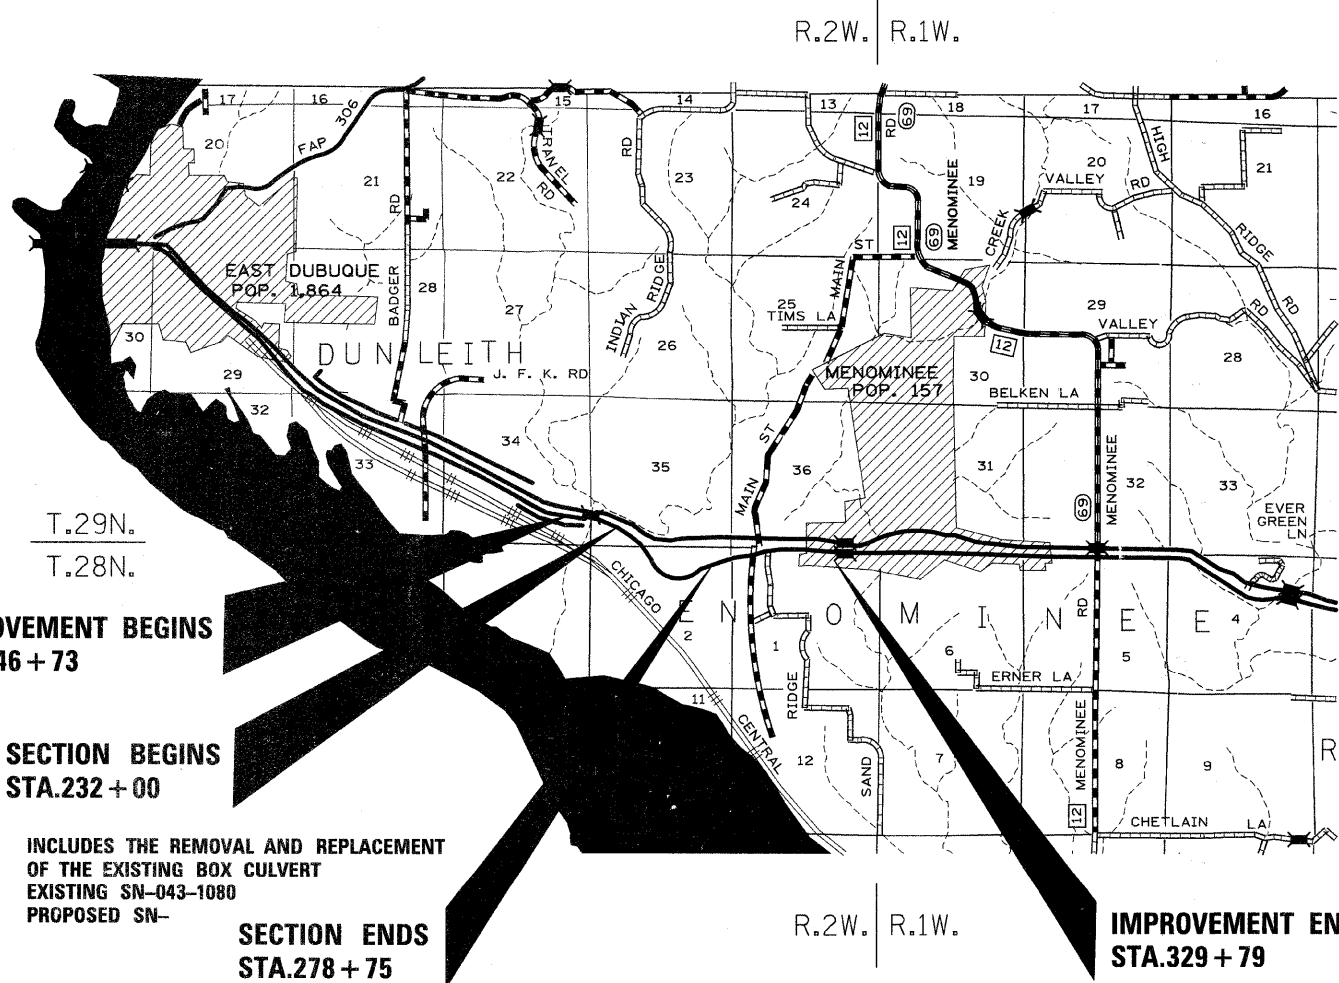 R.2W. R.1W.
17 16 15 14 13 18 17 16
FAP 306
12 RD 69
20 21 22 23 24 19 20 21
TRAVEL RD
RD
MENOMINEE
HIGH RIDGE RD
VALLEY RD
CREEK
BADGER RD
INDIAN RIDGE
MAIN ST
12 69
EAST DUBUQUE
POP. 1,864
28 27 26 25 29 28
TIMS LA
VALLEY RD
30 29
DUNLEITH
J. F. K. RD
12
MENOMINEE
POP. 157
30
BELKEN LA
32 33 34 35 36 31 32 33
MAIN ST
69 MENOMINEE RD
EVER
GREEN
LN
T.29N.
T.28N.
CHICAGO CENTRAL
ENOMINEE
4
OVEMENT BEGINS
46+73
2 1 6 5
RIDGE
ERNER LA
11 12 7 8 9
SAND
MENOMINEE
12
R
SECTION BEGINS
STA.232+00
CHETLAIN LA
INCLUDES THE REMOVAL AND REPLACEMENT
OF THE EXISTING BOX CULVERT
EXISTING SN-043-1080
PROPOSED SN-
SECTION ENDS
STA.278+75
R.2W. R.1W.
IMPROVEMENT EN
STA.329+79